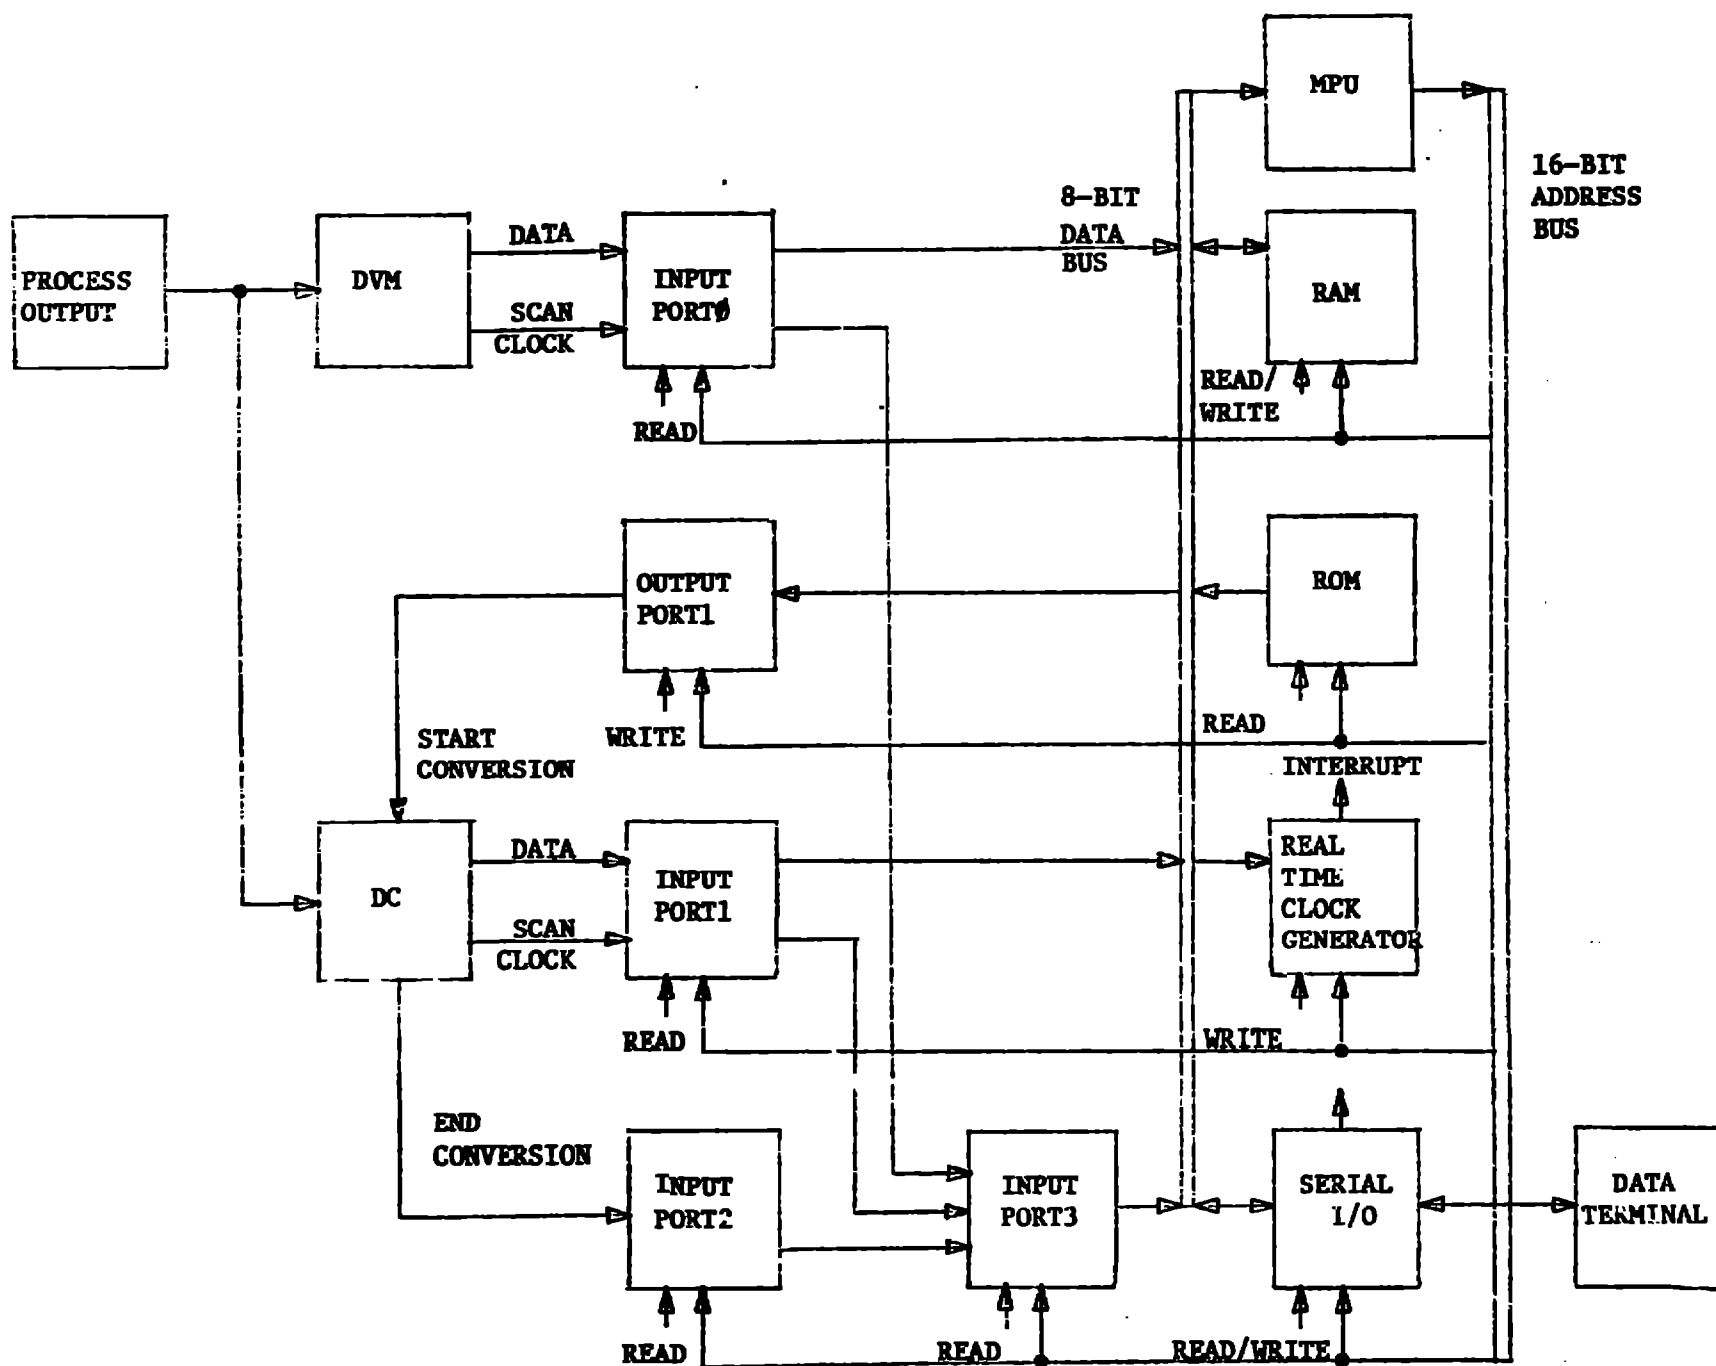 MPU
16-BIT
ADDRESS
BUS
8-BIT
DATA
BUS
PROCESS
OUTPUT
DVM
DATA
SCAN
CLOCK
INPUT
PORTØ
READ
RAM
READ/
WRITE
OUTPUT
PORT1
WRITE
ROM
READ
INTERRUPT
START
CONVERSION
DC
DATA
SCAN
CLOCK
INPUT
PORT1
READ
REAL
TIME
CLOCK
GENERATOR
WRITE
END
CONVERSION
INPUT
PORT2
READ
INPUT
PORT3
READ
SERIAL
I/O
READ/WRITE
DATA
TERMINAL